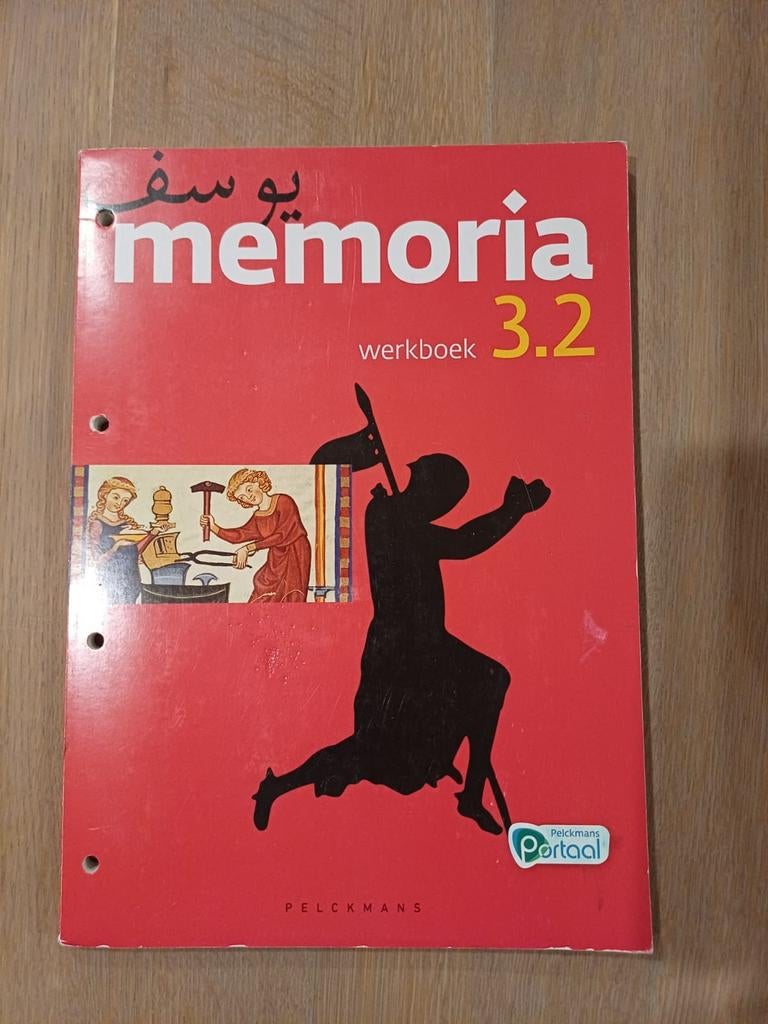 يوسف
memoria
werkboek 3.2
Pelckmans
Portaal
PELCKMANS